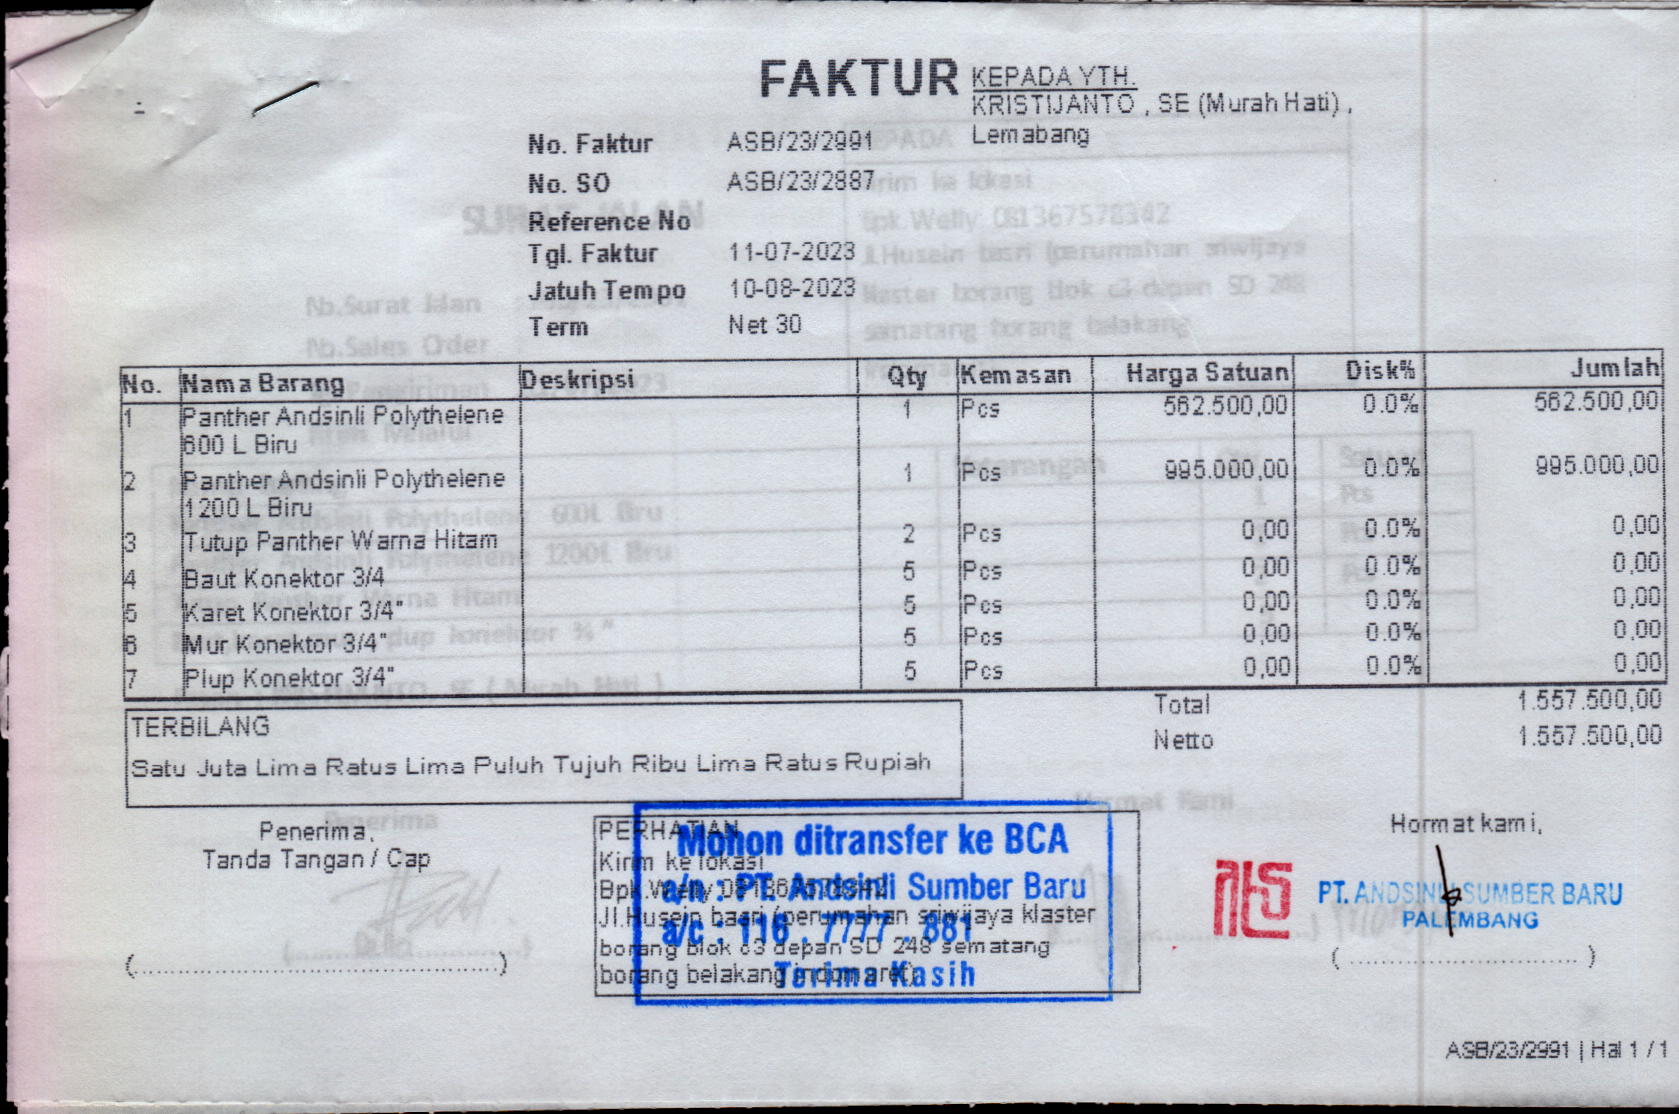 FAKTUR
KEPADA YTH.
KRISTIJANTO , SE (Murah Hati) ,
Lemabang
No. Faktur ASB/23/2991
No. SO ASB/23/2887
Reference No
Tgl. Faktur 11-07-2023
Jatuh Tempo 10-08-2023
Term Net 30
No. Nama Barang Deskripsi Qty Kemasan Harga Satuan Disk% Jumlah
1 Panther Andsinli Polythelene 1 Pcs 562.500,00 0.0% 562.500,00
600 L Biru
2 Panther Andsinli Polythelene 1 Pcs 995.000,00 0.0% 995.000,00
1200 L Biru
3 Tutup Panther Warna Hitam 2 Pcs 0,00 0.0% 0,00
4 Baut Konektor 3/4 5 Pcs 0,00 0.0% 0,00
5 Karet Konektor 3/4" 5 Pcs 0,00 0.0% 0,00
6 Mur Konektor 3/4" 5 Pcs 0,00 0.0% 0,00
7 Plup Konektor 3/4" 5 Pcs 0,00 0.0% 0,00
Total 1.557.500,00
Netto 1.557.500,00
TERBILANG
Satu Juta Lima Ratus Lima Puluh Tujuh Ribu Lima Ratus Rupiah
Penerima,
Tanda Tangan / Cap
(................................................)
PERHATIAN
Kirim ke lokasi
Bpk.Welly 081367578342
Jl.Husein basri (perumahan sriwijaya klaster
borang blok c3 depan SD 248 sematang
borang belakang indomaret)
Mohon ditransfer ke BCA
a/n : PT. Andsinli Sumber Baru
a/c : 116 . 7777 . 881
Terima Kasih
Hormat kami,
PT. ANDSINLI SUMBER BARU
PALEMBANG
( .............................. )
ASB/23/2991 | Hal 1 / 1